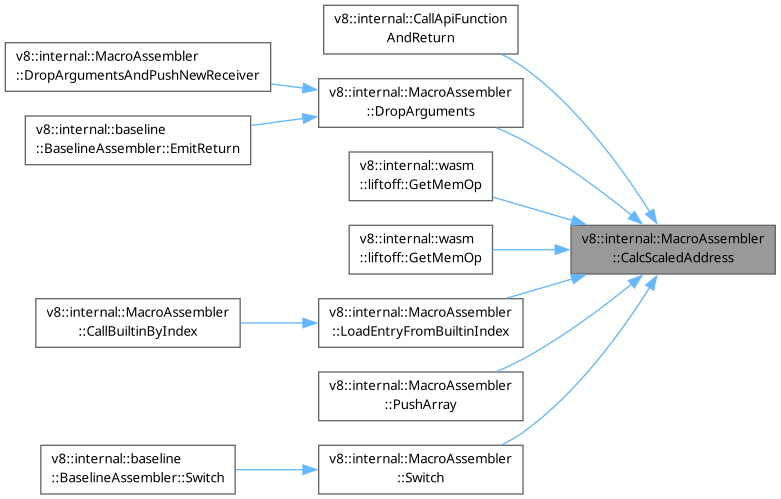 v8::internal::CallApiFunction
AndReturn
v8::internal::MacroAssembler
::DropArgumentsAndPushNewReceiver
v8::internal::MacroAssembler
::DropArguments
v8::internal::baseline
::BaselineAssembler::EmitReturn
v8::internal::wasm
::liftoff::GetMemOp
v8::internal::wasm
::liftoff::GetMemOp
v8::internal::MacroAssembler
::CalcScaledAddress
v8::internal::MacroAssembler
::CallBuiltinByIndex
v8::internal::MacroAssembler
::LoadEntryFromBuiltinIndex
v8::internal::MacroAssembler
::PushArray
v8::internal::baseline
::BaselineAssembler::Switch
v8::internal::MacroAssembler
::Switch